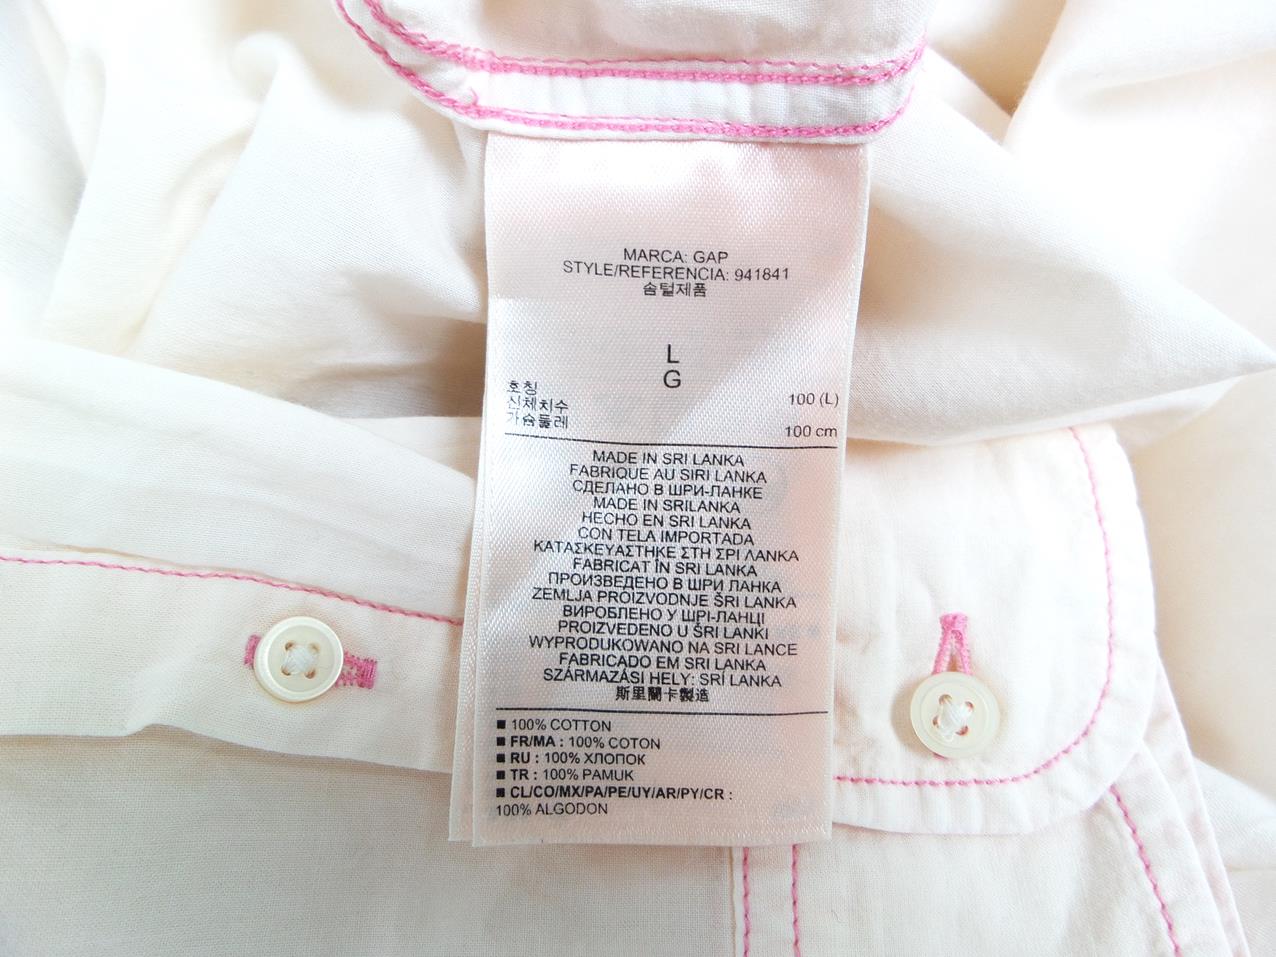 MARCA: GAP
STYLE/REFERENCIA: 941841
솜털제품
L
G
호칭 100 (L)
신체치수
가슴둘레 100 cm
MADE IN SRI LANKA
FABRIQUE AU SIRI LANKA
СДЕЛАНО В ШРИ-ЛАНКЕ
MADE IN SRILANKA
HECHO EN SRI LANKA
CON TELA IMPORTADA
ΚΑΤΑΣΚΕΥΑΣΤΗΚΕ ΣΤΗ ΣΡΙ ΛΑΝΚΑ
FABRICAT ÎN SRI LANKA
ПРОИЗВЕДЕНО В ШРИ ЛАНКА
ZEMLJA PROIZVODNJE ŠRI LANKA
ВИРОБЛЕНО У ШРІ-ЛАНЦІ
PROIZVEDENO U ŠRI LANKI
WYPRODUKOWANO NA SRI LANCE
FABRICADO EM SRI LANKA
SZÁRMAZÁSI HELY: SRÍ LANKA
斯里蘭卡製造
■ 100% COTTON
■ FR/MA : 100% COTON
■ RU : 100% ХЛОПОК
■ TR : 100% PAMUK
■ CL/CO/MX/PA/PE/UY/AR/PY/CR :
100% ALGODON